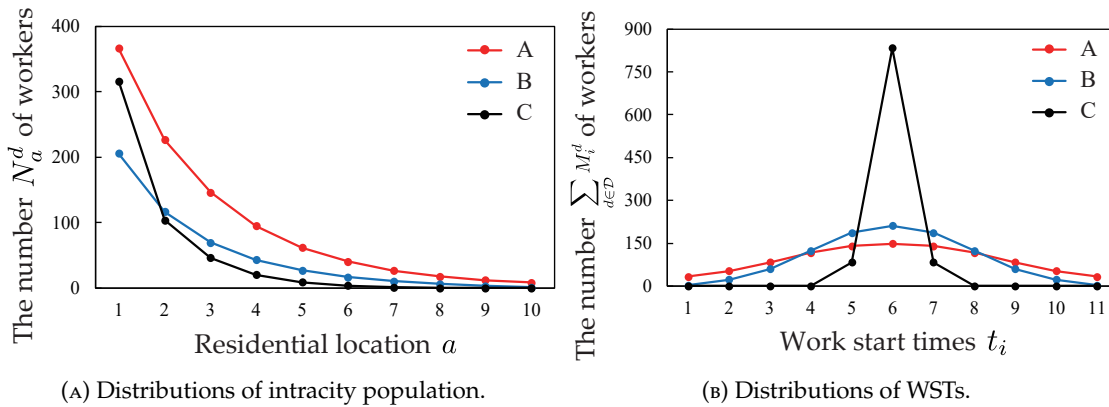 The number N_a^d of workers
400
300
200
100
0
A
B
C
1 2 3 4 5 6 7 8 9 10
Residential location a
(A) Distributions of intracity population.
The number ∑_{d∈𝒟} M_i^d of workers
900
750
600
450
300
150
0
A
B
C
1 2 3 4 5 6 7 8 9 10 11
Work start times t_i
(B) Distributions of WSTs.